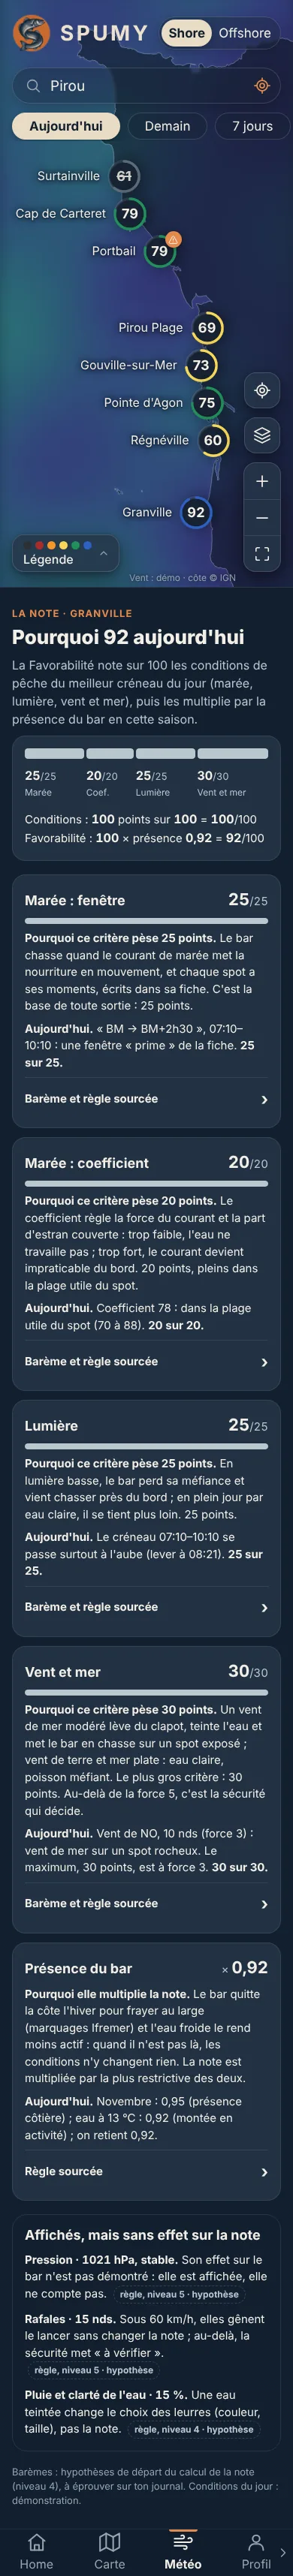 SPUMY
Shore Offshore
Pirou
Aujourd'hui Demain 7 jours
Surtainville 61
Cap de Carteret 79
Portbail 79
Pirou Plage 69
Gouville-sur-Mer 73
Pointe d'Agon 75
Régnéville 60
Granville 92
Légende
Vent : démo · côte © IGN
LA NOTE · GRANVILLE
Pourquoi 92 aujourd'hui
La Favorabilité note sur 100 les conditions de
pêche du meilleur créneau du jour (marée,
lumière, vent et mer), puis les multiplie par la
présence du bar en cette saison.
25/25 20/20 25/25 30/30
Marée Coef. Lumière Vent et mer
Conditions : 100 points sur 100 = 100/100
Favorabilité : 100 × présence 0,92 = 92/100
Marée : fenêtre 25/25
Pourquoi ce critère pèse 25 points. Le bar
chasse quand le courant de marée met la
nourriture en mouvement, et chaque spot a
ses moments, écrits dans sa fiche. C'est la
base de toute sortie : 25 points.
Aujourd'hui. « BM → BM+2h30 », 07:10–
10:10 : une fenêtre « prime » de la fiche. 25
sur 25.
Barème et règle sourcée
Marée : coefficient 20/20
Pourquoi ce critère pèse 20 points. Le
coefficient règle la force du courant et la part
d'estran couverte : trop faible, l'eau ne
travaille pas ; trop fort, le courant devient
impraticable du bord. 20 points, pleins dans
la plage utile du spot.
Aujourd'hui. Coefficient 78 : dans la plage
utile du spot (70 à 88). 20 sur 20.
Barème et règle sourcée
Lumière 25/25
Pourquoi ce critère pèse 25 points. En
lumière basse, le bar perd sa méfiance et
vient chasser près du bord ; en plein jour par
eau claire, il se tient plus loin. 25 points.
Aujourd'hui. Le créneau 07:10–10:10 se
passe surtout à l'aube (lever à 08:21). 25 sur
25.
Barème et règle sourcée
Vent et mer 30/30
Pourquoi ce critère pèse 30 points. Un vent
de mer modéré lève du clapot, teinte l'eau et
met le bar en chasse sur un spot exposé ;
vent de terre et mer plate : eau claire,
poisson méfiant. Le plus gros critère : 30
points. Au-delà de la force 5, c'est la sécurité
qui décide.
Aujourd'hui. Vent de NO, 10 nds (force 3) :
vent de mer sur un spot rocheux. Le
maximum, 30 points, est à force 3. 30 sur 30.
Barème et règle sourcée
Présence du bar × 0,92
Pourquoi elle multiplie la note. Le bar quitte
la côte l'hiver pour frayer au large
(marquages Ifremer) et l'eau froide le rend
moins actif : quand il n'est pas là, les
conditions n'y changent rien. La note est
multipliée par la plus restrictive des deux.
Aujourd'hui. Novembre : 0,95 (présence
côtière) ; eau à 13 °C : 0,92 (montée en
activité) ; on retient 0,92.
Règle sourcée
Affichés, mais sans effet sur la note
Pression · 1021 hPa, stable. Son effet sur le
bar n'est pas démontré : elle est affichée, elle
ne compte pas. règle, niveau 5 · hypothèse
Rafales · 15 nds. Sous 60 km/h, elles gênent
le lancer sans changer la note ; au-delà, la
sécurité met « à vérifier ».
règle, niveau 5 · hypothèse
Pluie et clarté de l'eau · 15 %. Une eau
teintée change le choix des leurres (couleur,
taille), pas la note. règle, niveau 4 · hypothèse
Barèmes : hypothèses de départ du calcul de la note
(niveau 4), à éprouver sur ton journal. Conditions du jour :
démonstration.
Home Carte Météo Profil